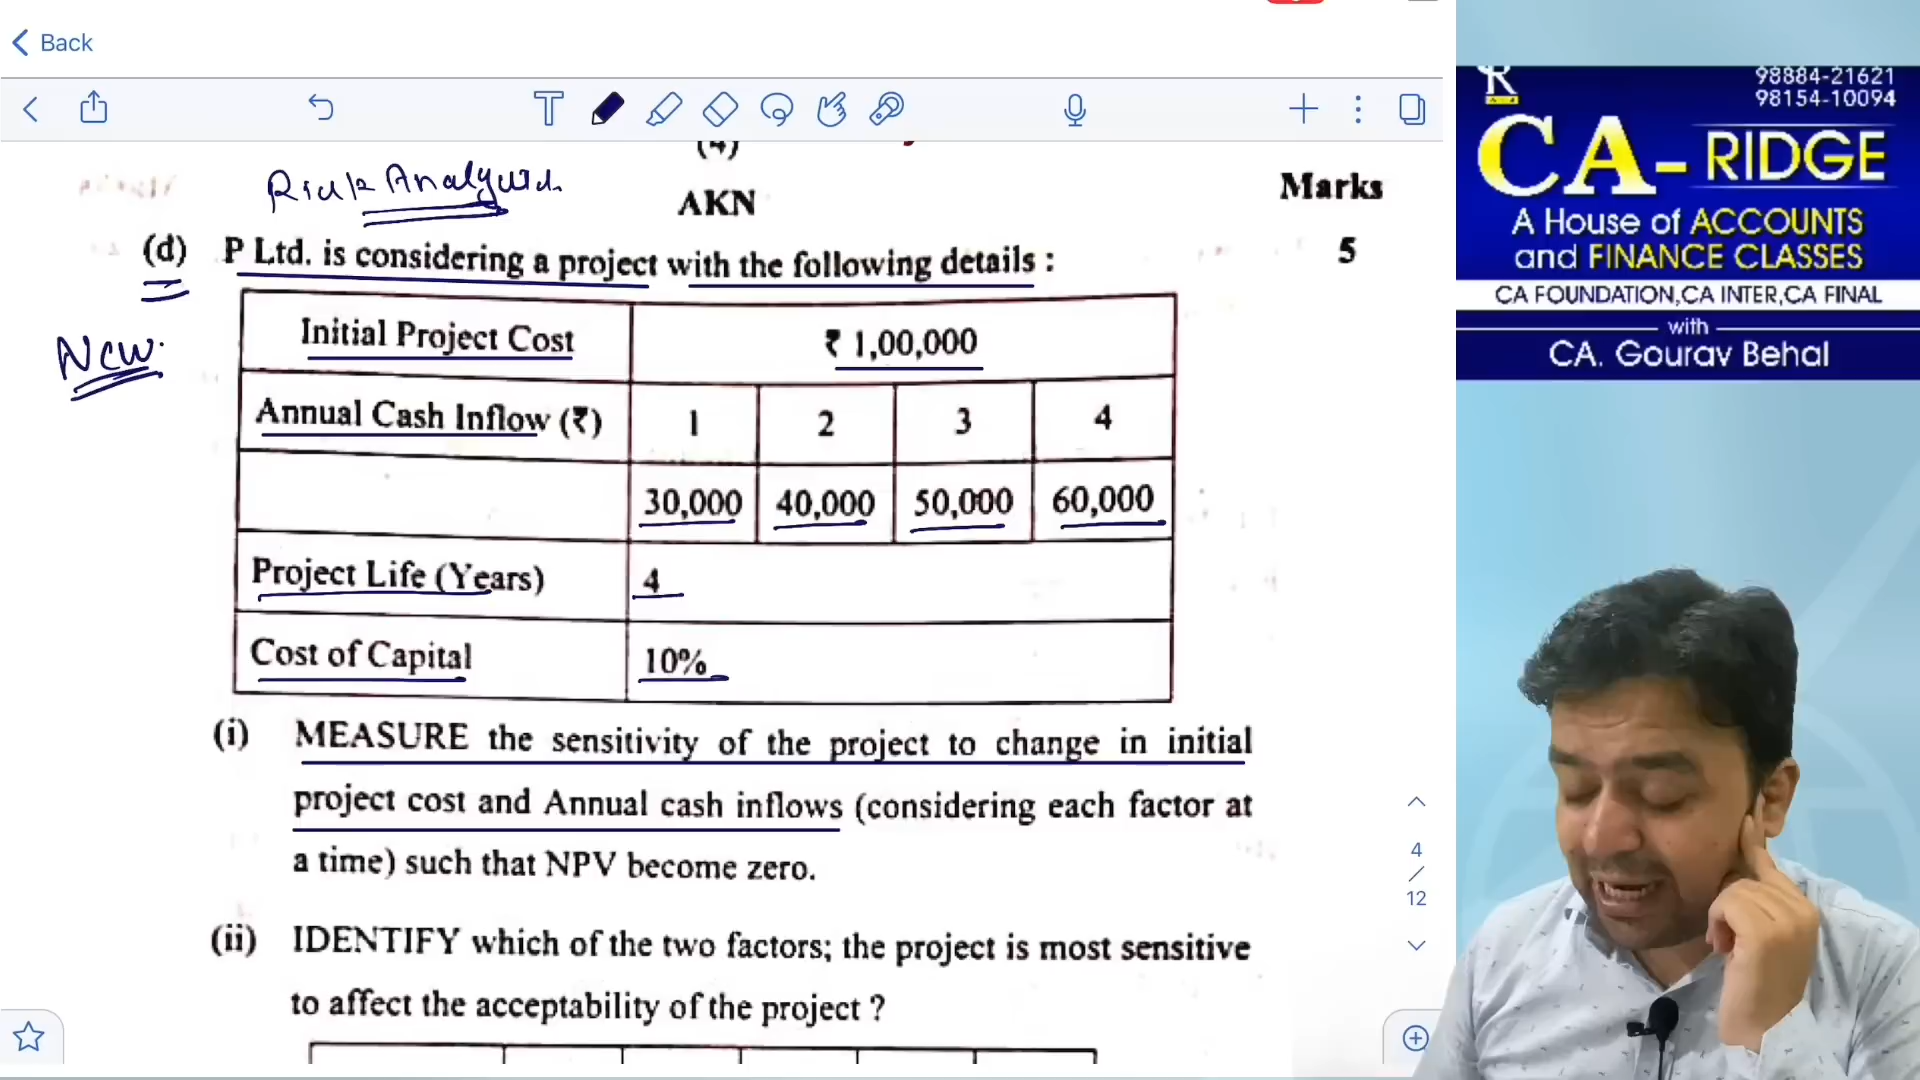 Back
(4)
Risk Analysis.
AKN
Marks
(d) P Ltd. is considering a project with the following details : 5
New.
Initial Project Cost ₹ 1,00,000
Annual Cash Inflow (₹) 1 2 3 4
30,000 40,000 50,000 60,000
Project Life (Years) 4
Cost of Capital 10%
(i) MEASURE the sensitivity of the project to change in initial
project cost and Annual cash inflows (considering each factor at
a time) such that NPV become zero.
(ii) IDENTIFY which of the two factors; the project is most sensitive
to affect the acceptability of the project ?
4
/
12
98884-21621
98154-10094
CA-RIDGE
A House of ACCOUNTS
and FINANCE CLASSES
CA FOUNDATION,CA INTER,CA FINAL
with
CA. Gourav Behal